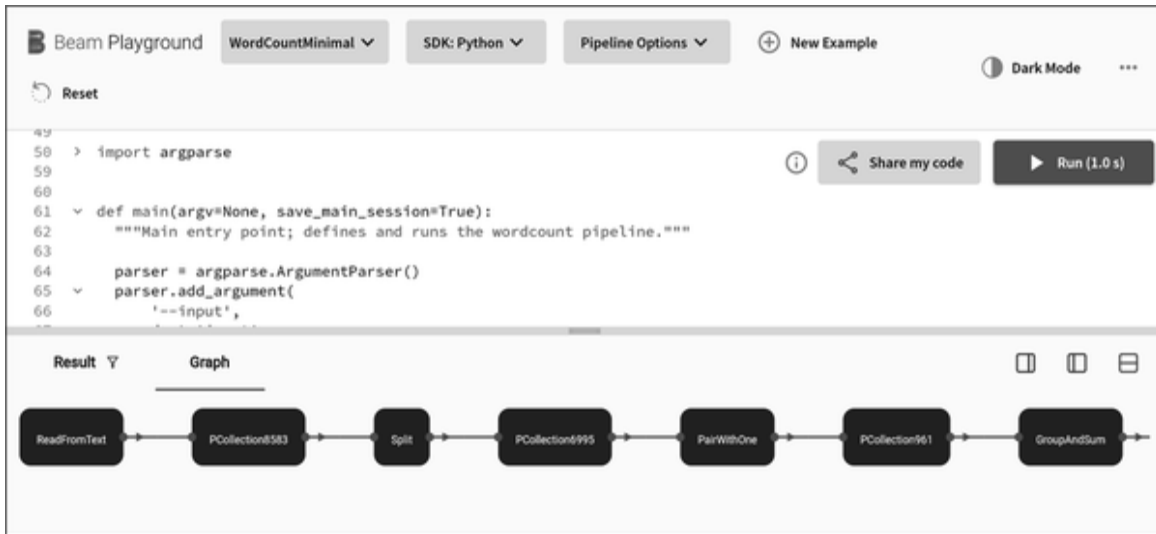 Beam Playground WordCountMinimal SDK: Python Pipeline Options New Example
Dark Mode
Reset
49
50 import argparse
59
60
61 def main(argv=None, save_main_session=True):
62 """Main entry point; defines and runs the wordcount pipeline."""
63
64 parser = argparse.ArgumentParser()
65 parser.add_argument(
66 '--input',
Share my code Run (1.0 s)
Result Graph
ReadFromText PCollection8583 Split PCollection6995 PairWithOne PCollection961 GroupAndSum